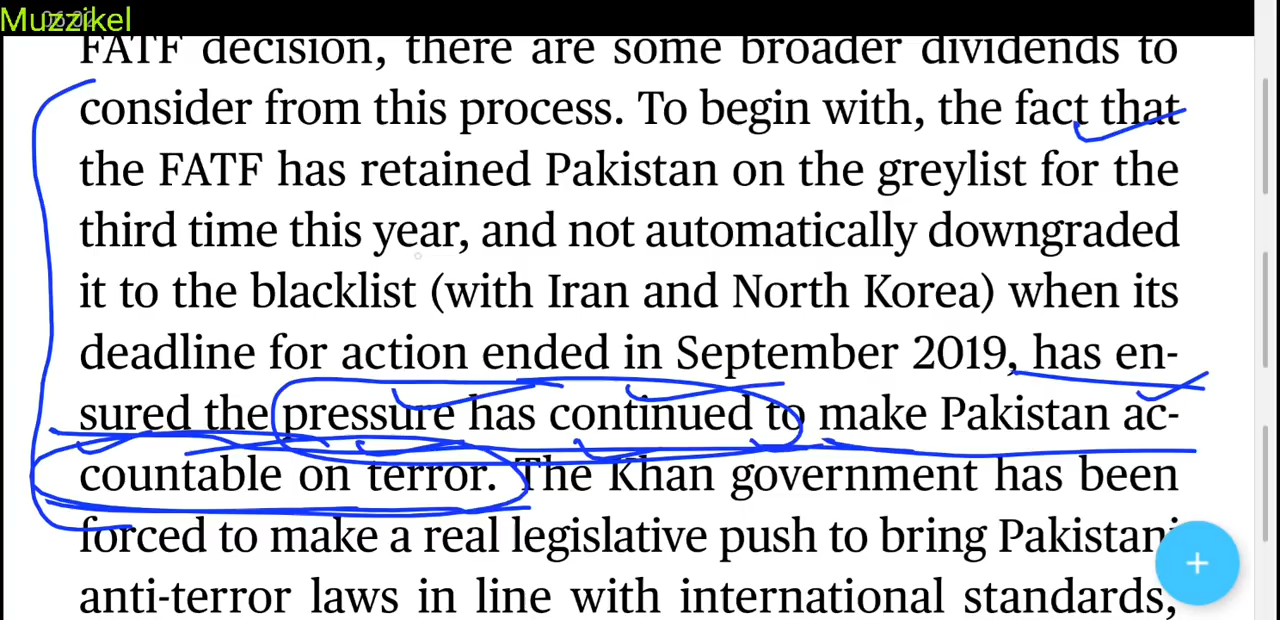 Muzzikel
FATF decision, there are some broader dividends to
consider from this process. To begin with, the fact that
the FATF has retained Pakistan on the greylist for the
third time this year, and not automatically downgraded
it to the blacklist (with Iran and North Korea) when its
deadline for action ended in September 2019, has en-
sured the pressure has continued to make Pakistan ac-
countable on terror. The Khan government has been
forced to make a real legislative push to bring Pakistani
anti-terror laws in line with international standards,